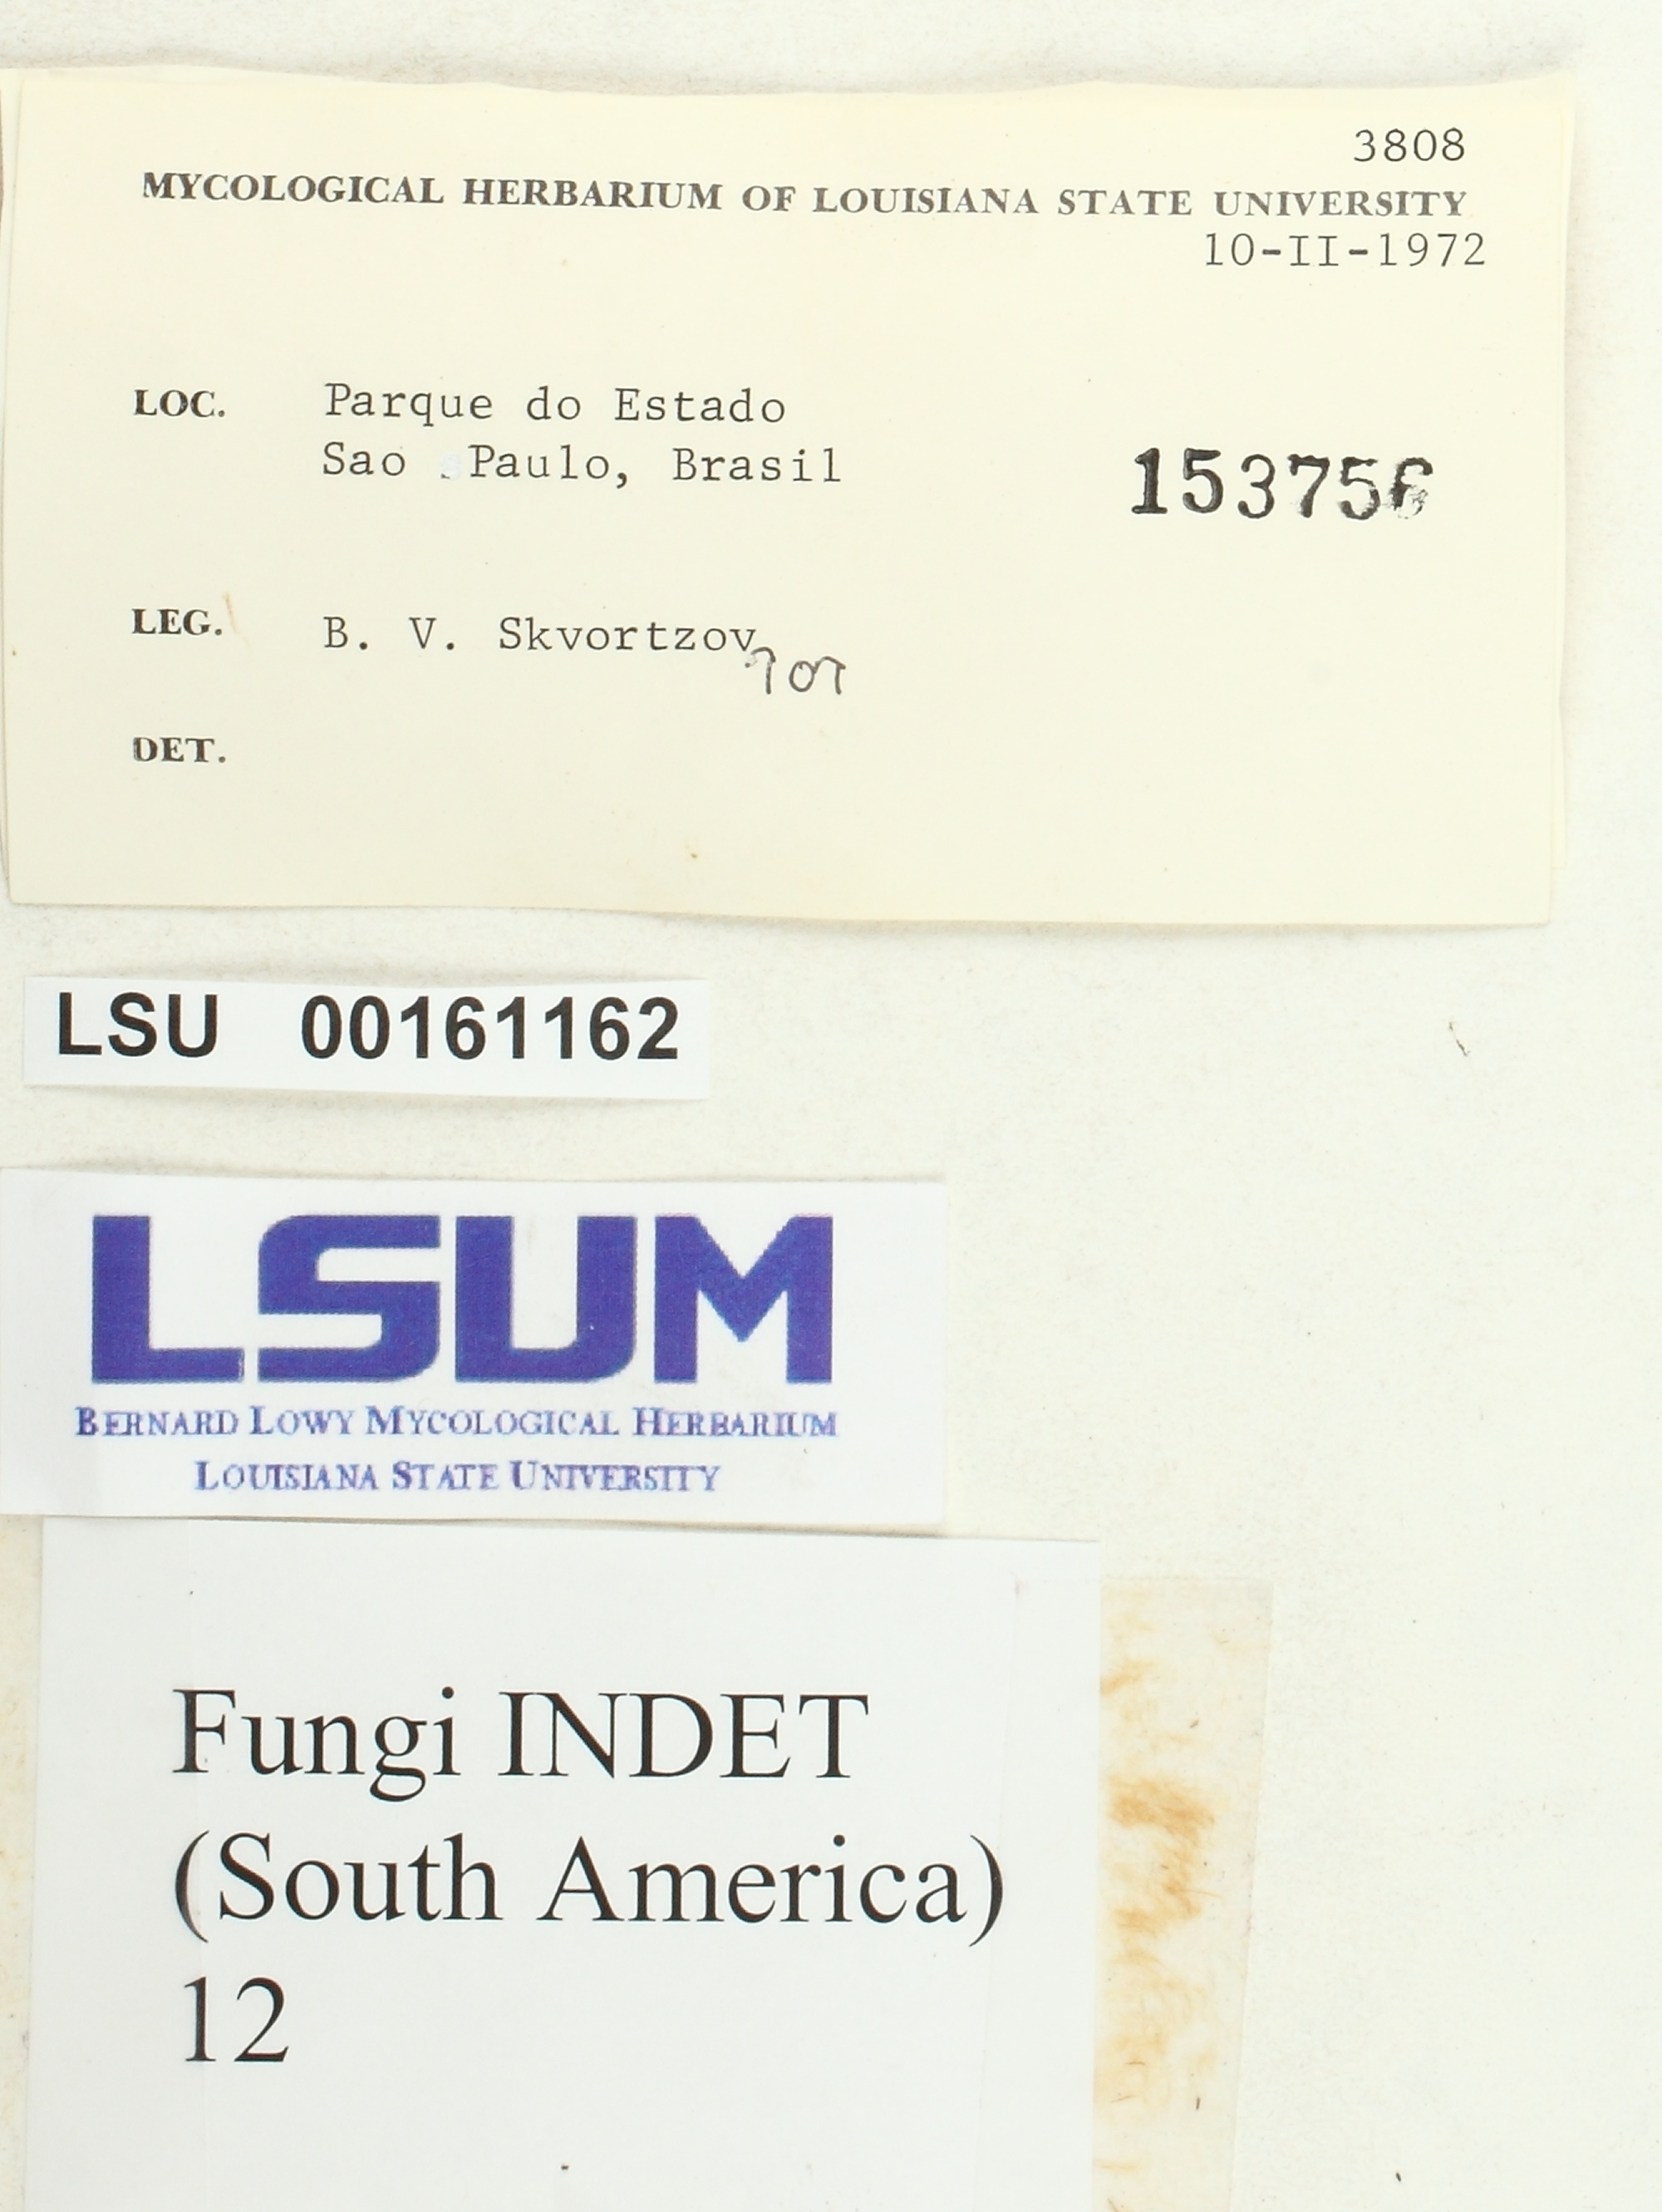 3808
MYCOLOGICAL HERBARIUM OF LOUISIANA STATE UNIVERSITY
10-II-1972
LOC. Parque do Estado
Sao Paulo, Brasil
153756
LEG. B. V. Skvortzov
DET.
LSU 00161162
LSUM
BERNARD LOWY MYCOLOGICAL HERBARIUM
LOUISIANA STATE UNIVERSITY
Fungi INDET
(South America)
12